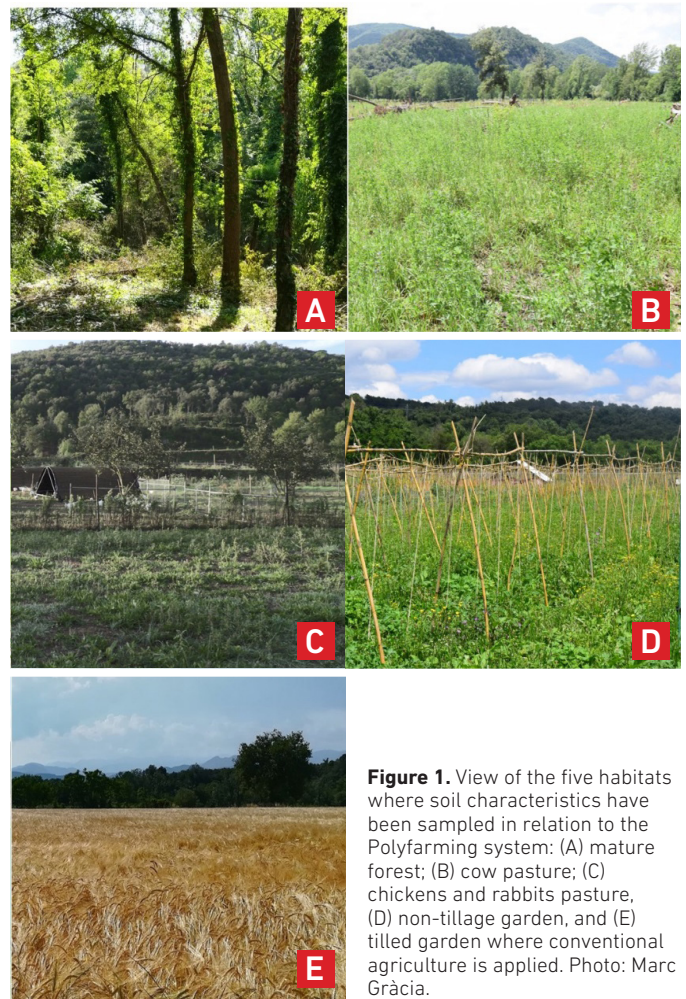 A
B
C
D
E
Figure 1. View of the five habitats
where soil characteristics have
been sampled in relation to the
Polyfarming system: (A) mature
forest; (B) cow pasture; (C)
chickens and rabbits pasture,
(D) non-tillage garden, and (E)
tilled garden where conventional
agriculture is applied. Photo: Marc
Gràcia.